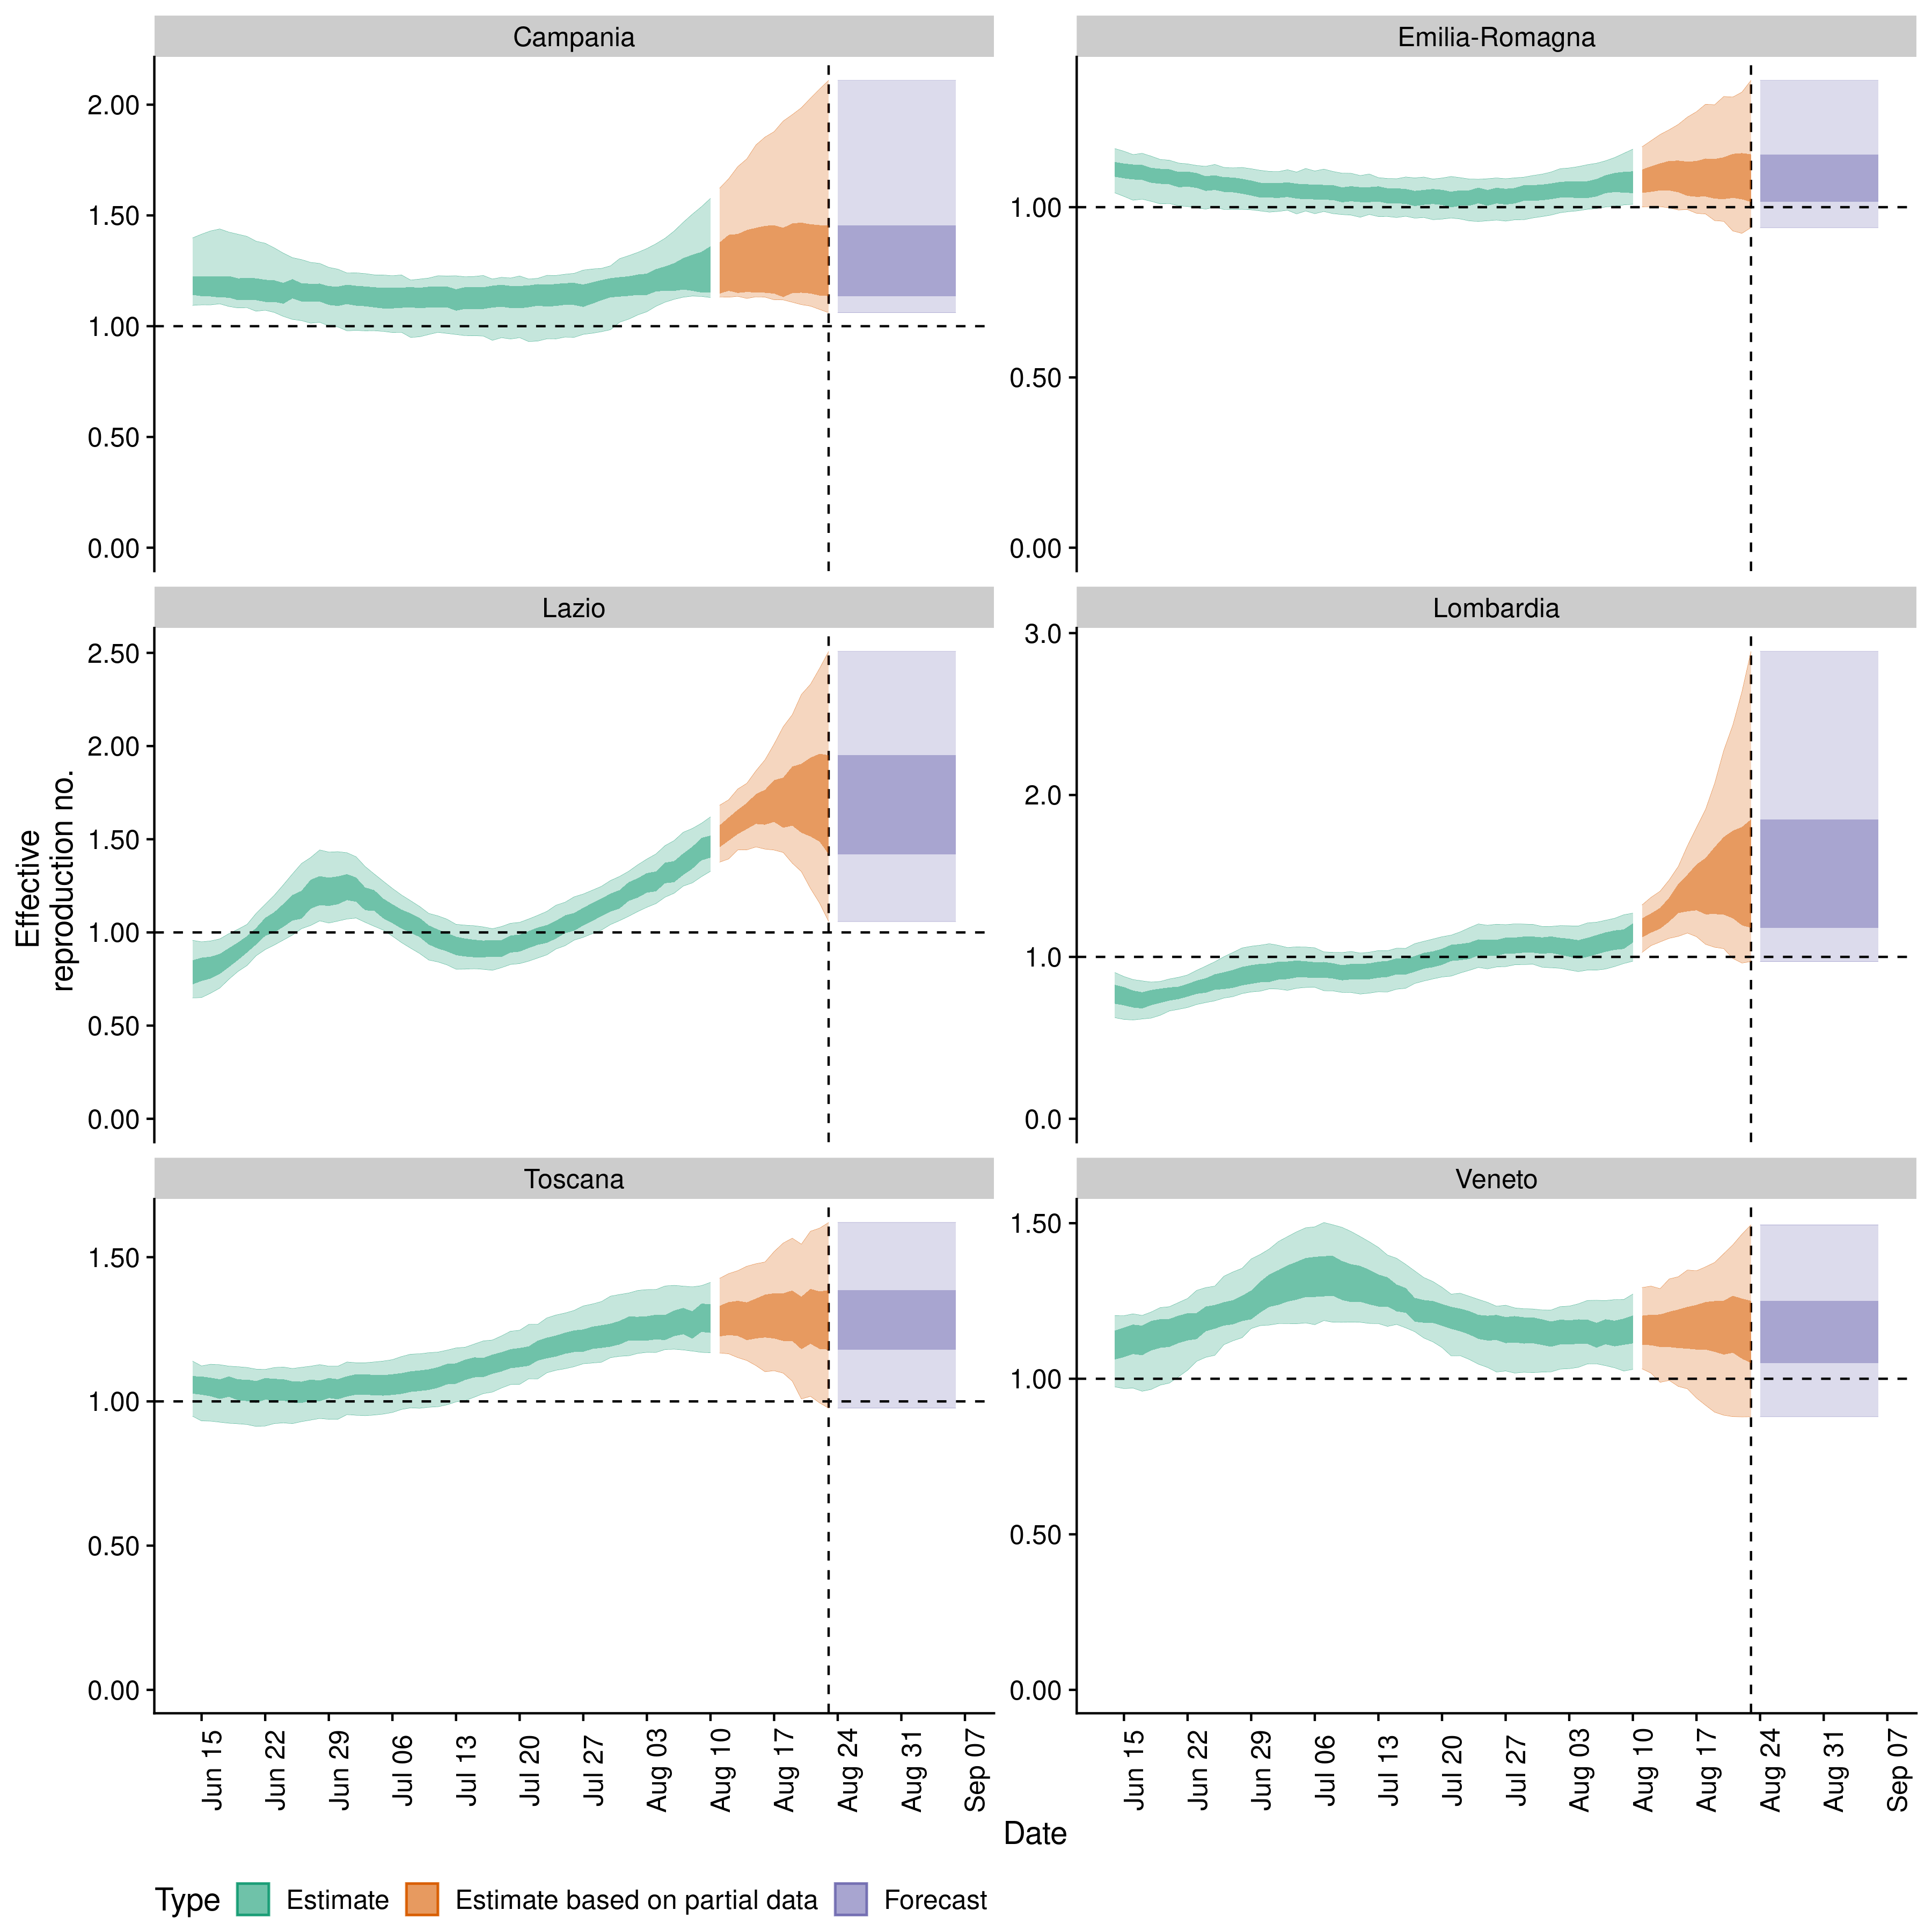 Campania
Emilia-Romagna
2.00
1.50
1.00
0.50
0.00
1.00
0.50
0.00
Lazio
Lombardia
2.50
2.00
1.50
1.00
0.50
0.00
3.0
2.0
1.0
0.0
Effective
reproduction no.
Toscana
Veneto
1.50
1.00
0.50
0.00
1.50
1.00
0.50
0.00
Jun 15
Jun 22
Jun 29
Jul 06
Jul 13
Jul 20
Jul 27
Aug 03
Aug 10
Aug 17
Aug 24
Aug 31
Sep 07
Jun 15
Jun 22
Jun 29
Jul 06
Jul 13
Jul 20
Jul 27
Aug 03
Aug 10
Aug 17
Aug 24
Aug 31
Sep 07
Date
Type Estimate Estimate based on partial data Forecast